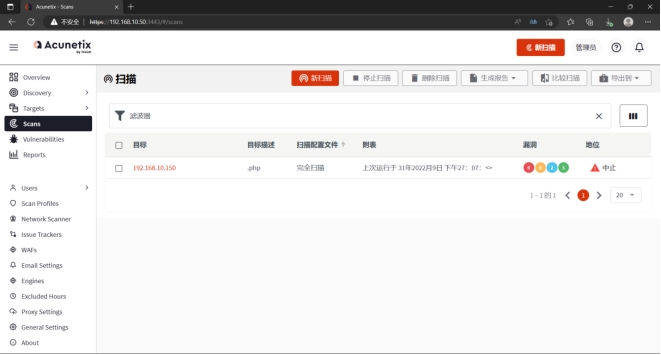 Acunetix - Scans
不安全 | https://192.168.10.50:3443/#/scans
Acunetix
by Invicti
新扫描
管理员
Overview
Discovery
Targets
Scans
Vulnerabilities
Reports
Users
Scan Profiles
Network Scanner
Issue Trackers
WAFs
Email Settings
Engines
Excluded Hours
Proxy Settings
General Settings
About
扫描
新扫描
停止扫描
删除扫描
生成报告
比较扫描
导出到
滤波器
目标 目标描述 扫描配置文件 附表 漏洞 地位
192.168.10.150 .php 完全扫描 上次运行于 31年2022月9日 下午27：07：<> 中止
1 - 1 的 1
1
20